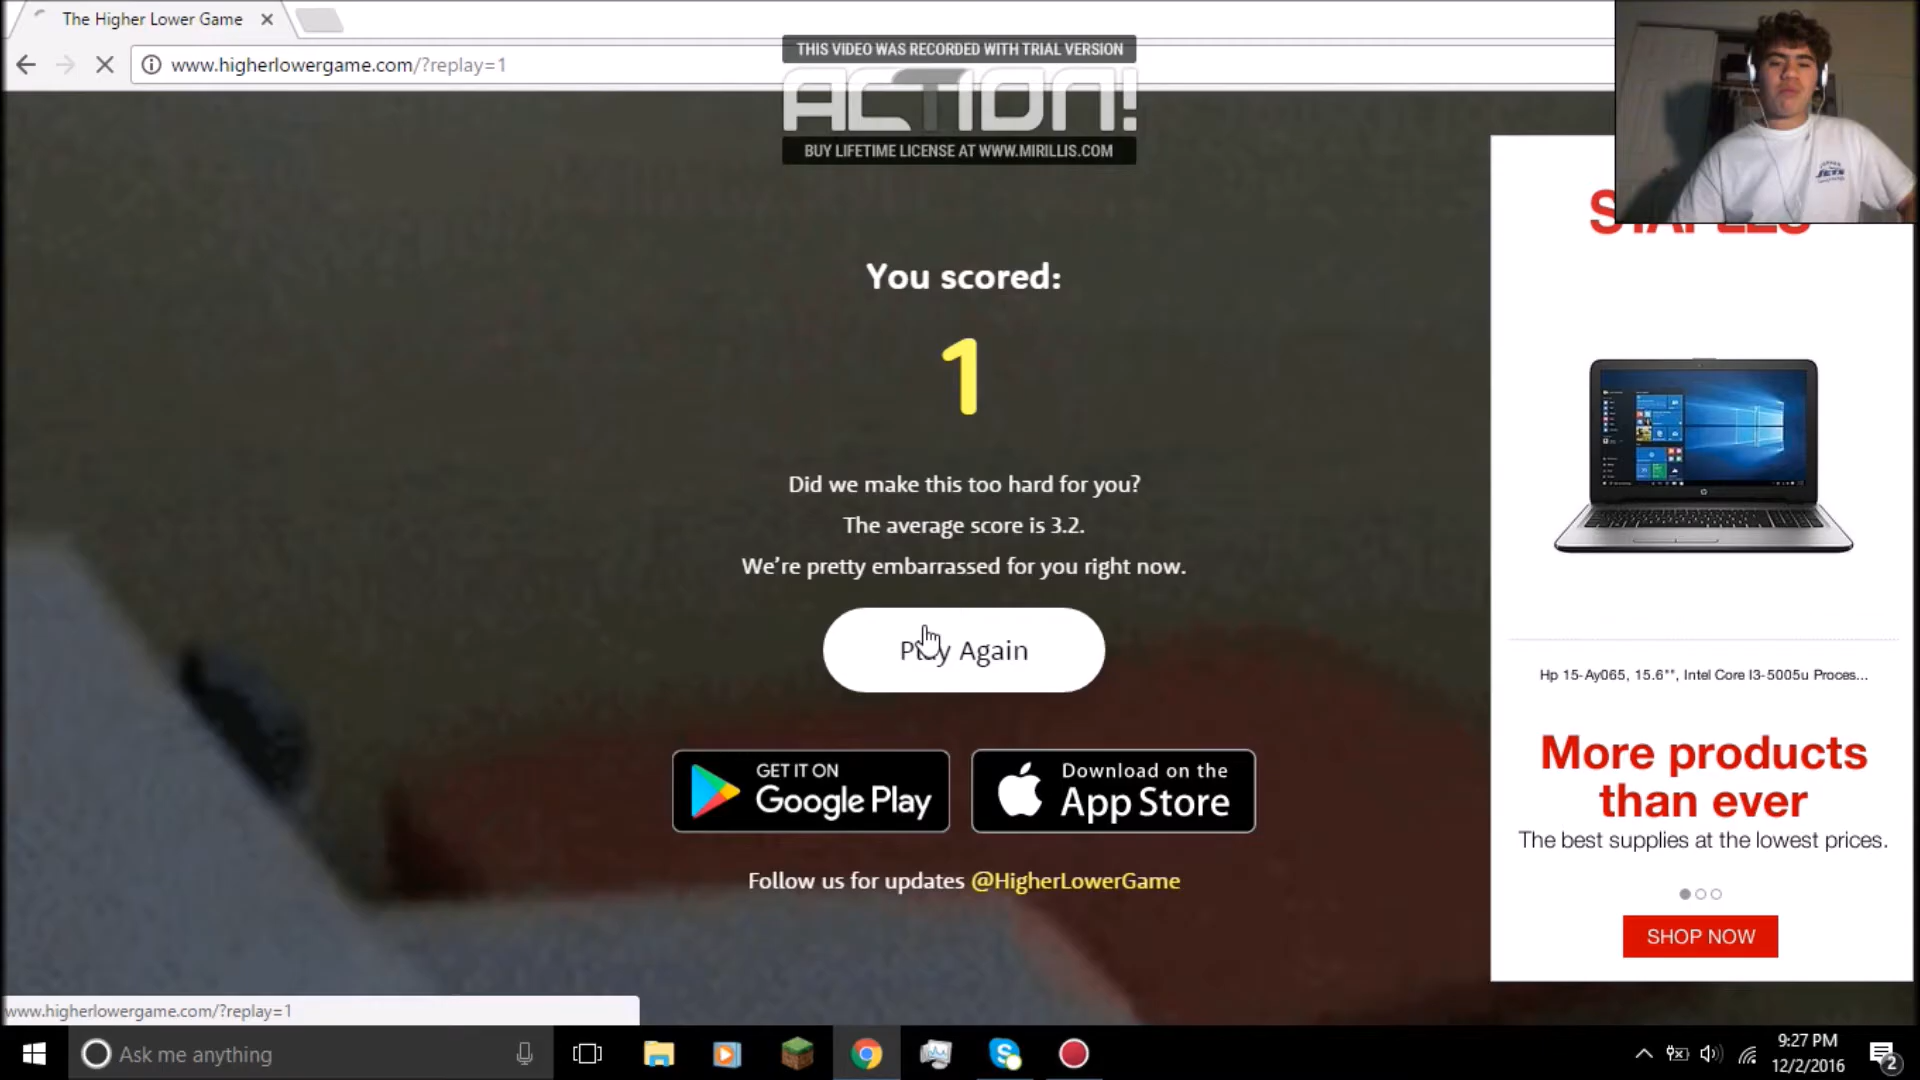 The Higher Lower Game
www.higherlowergame.com/?replay=1
THIS VIDEO WAS RECORDED WITH TRIAL VERSION
ACTION!
BUY LIFETIME LICENSE AT WWW.MIRILLIS.COM
JETS
You scored:
1
Did we make this too hard for you?
The average score is 3.2.
We're pretty embarrassed for you right now.
Play Again
GET IT ON
Google Play
Download on the
App Store
Follow us for updates @HigherLowerGame
STAPLES
Hp 15-Ay065, 15.6"", Intel Core I3-5005u Proces...
More products
than ever
The best supplies at the lowest prices.
SHOP NOW
www.higherlowergame.com/?replay=1
Ask me anything
9:27 PM
12/2/2016
2